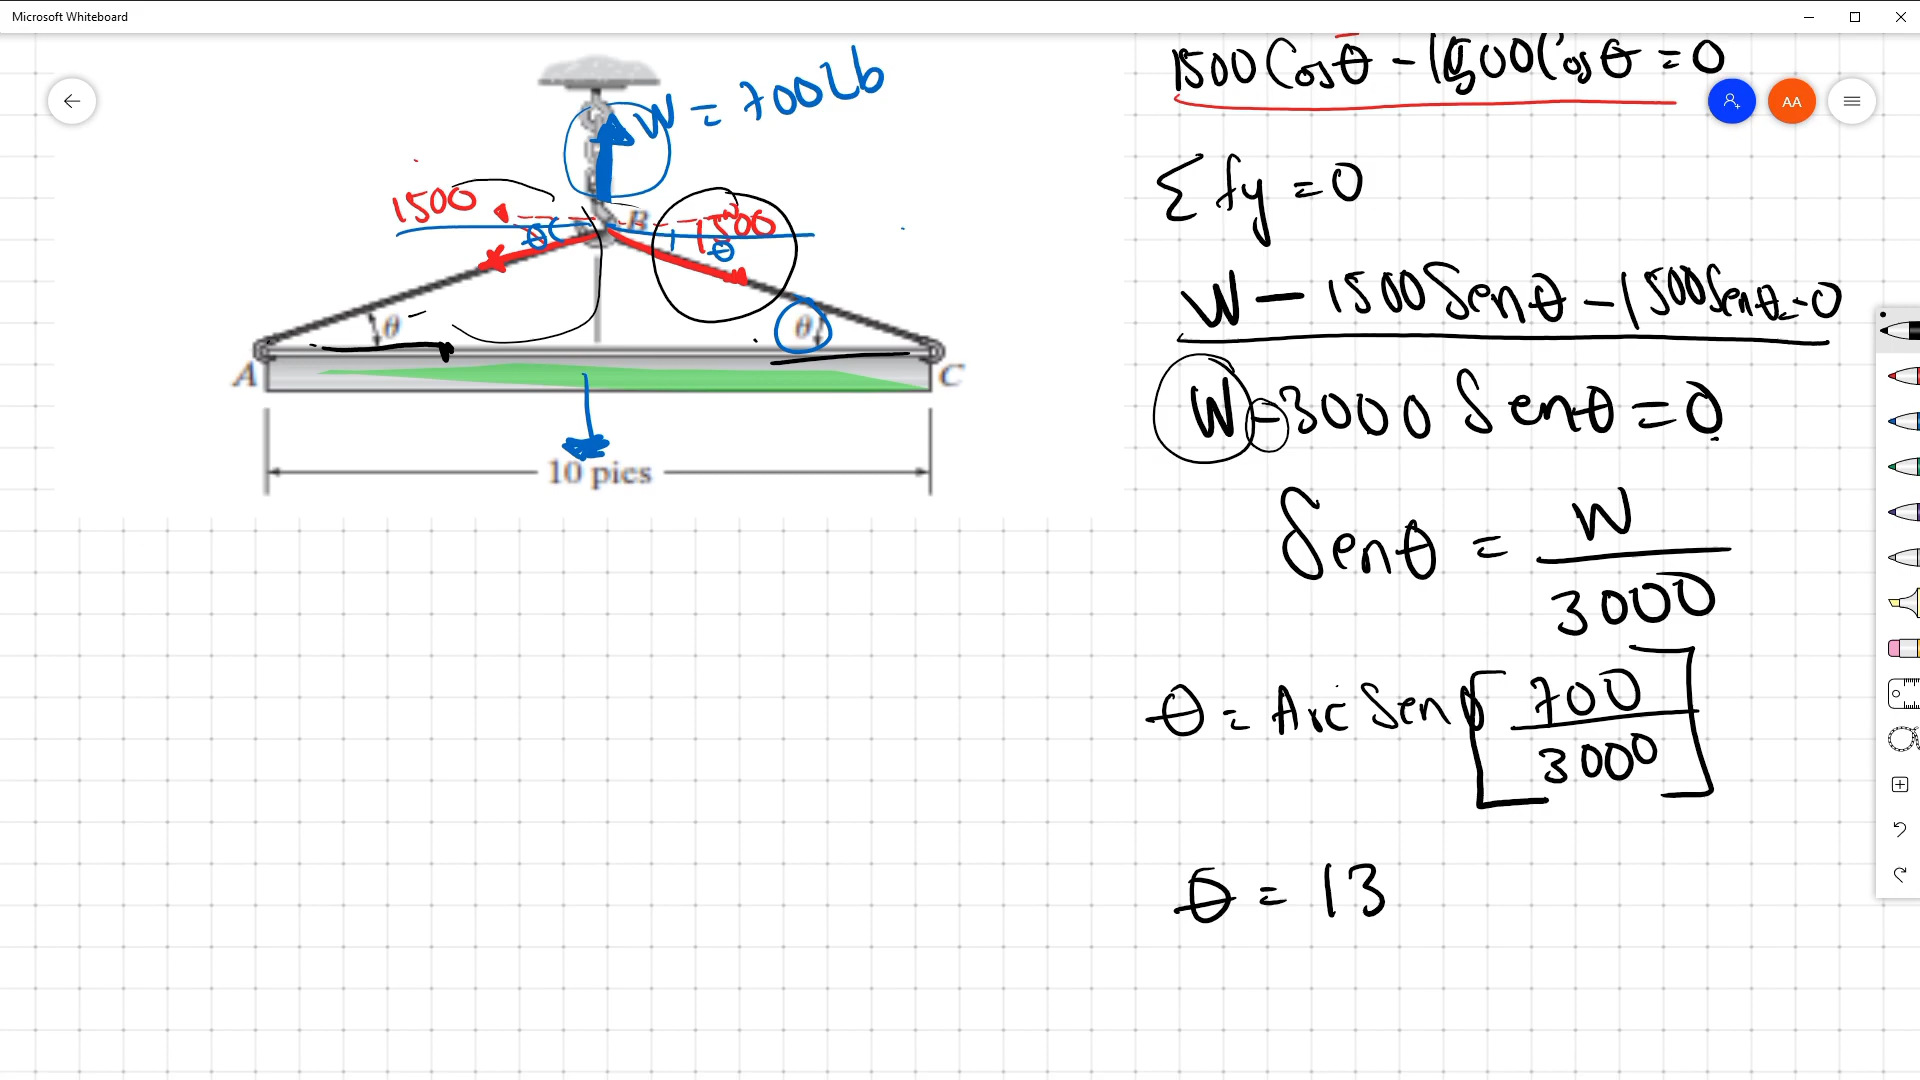 Microsoft Whiteboard
W = 700Lb
1500
B
1500
θ
θ
θ
θ
A
C
10 pies
1500 Cosθ - 1500 Cosθ = 0
AA
Σ fy = 0
W - 1500 Senθ - 1500 Senθ = 0
W - 3000 Senθ = 0
Senθ = W
3000
θ = Arc Sen [ 700
3000 ]
θ = 13